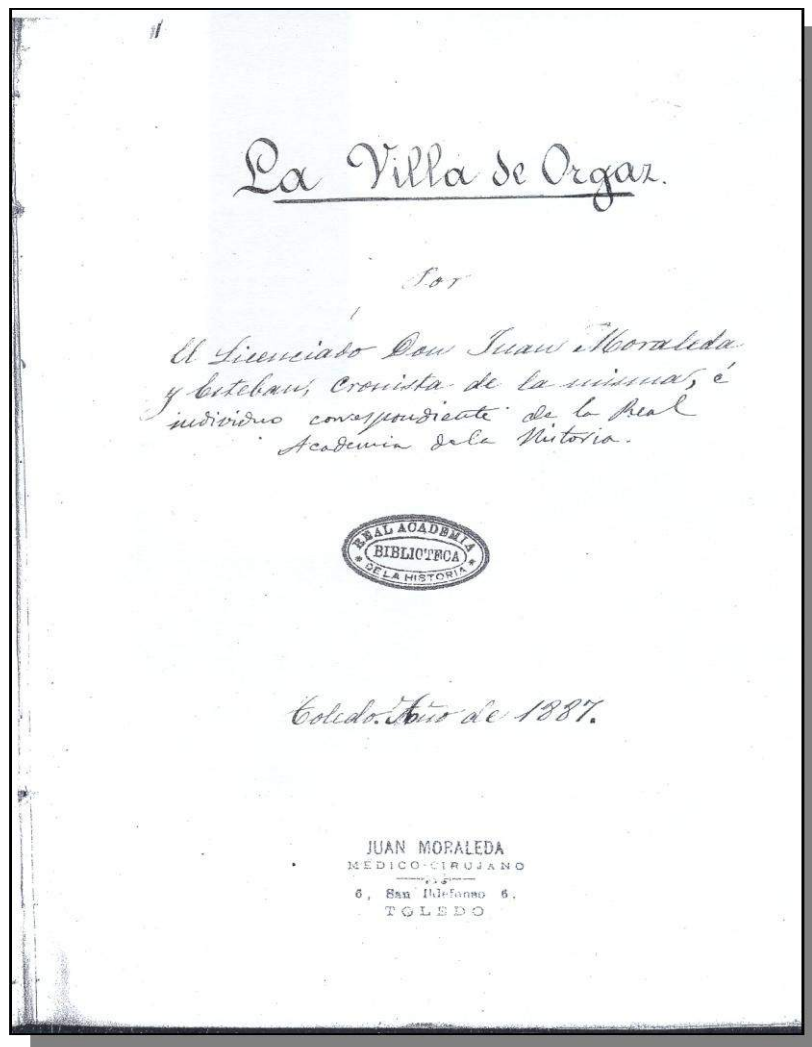 La Villa de Orgaz.
Por
El Licenciado Don Juan Moraleda
y Esteban, Cronista de la misma, é
individuo correspondiente de la Real
Academia de la Historia.
REAL ACADEMIA
BIBLIOTECA
DE LA HISTORIA
Toledo. Año de 1887.
JUAN MORALEDA
MEDICO-CIRUJANO
6, San Ildefonso 6.
TOLEDO